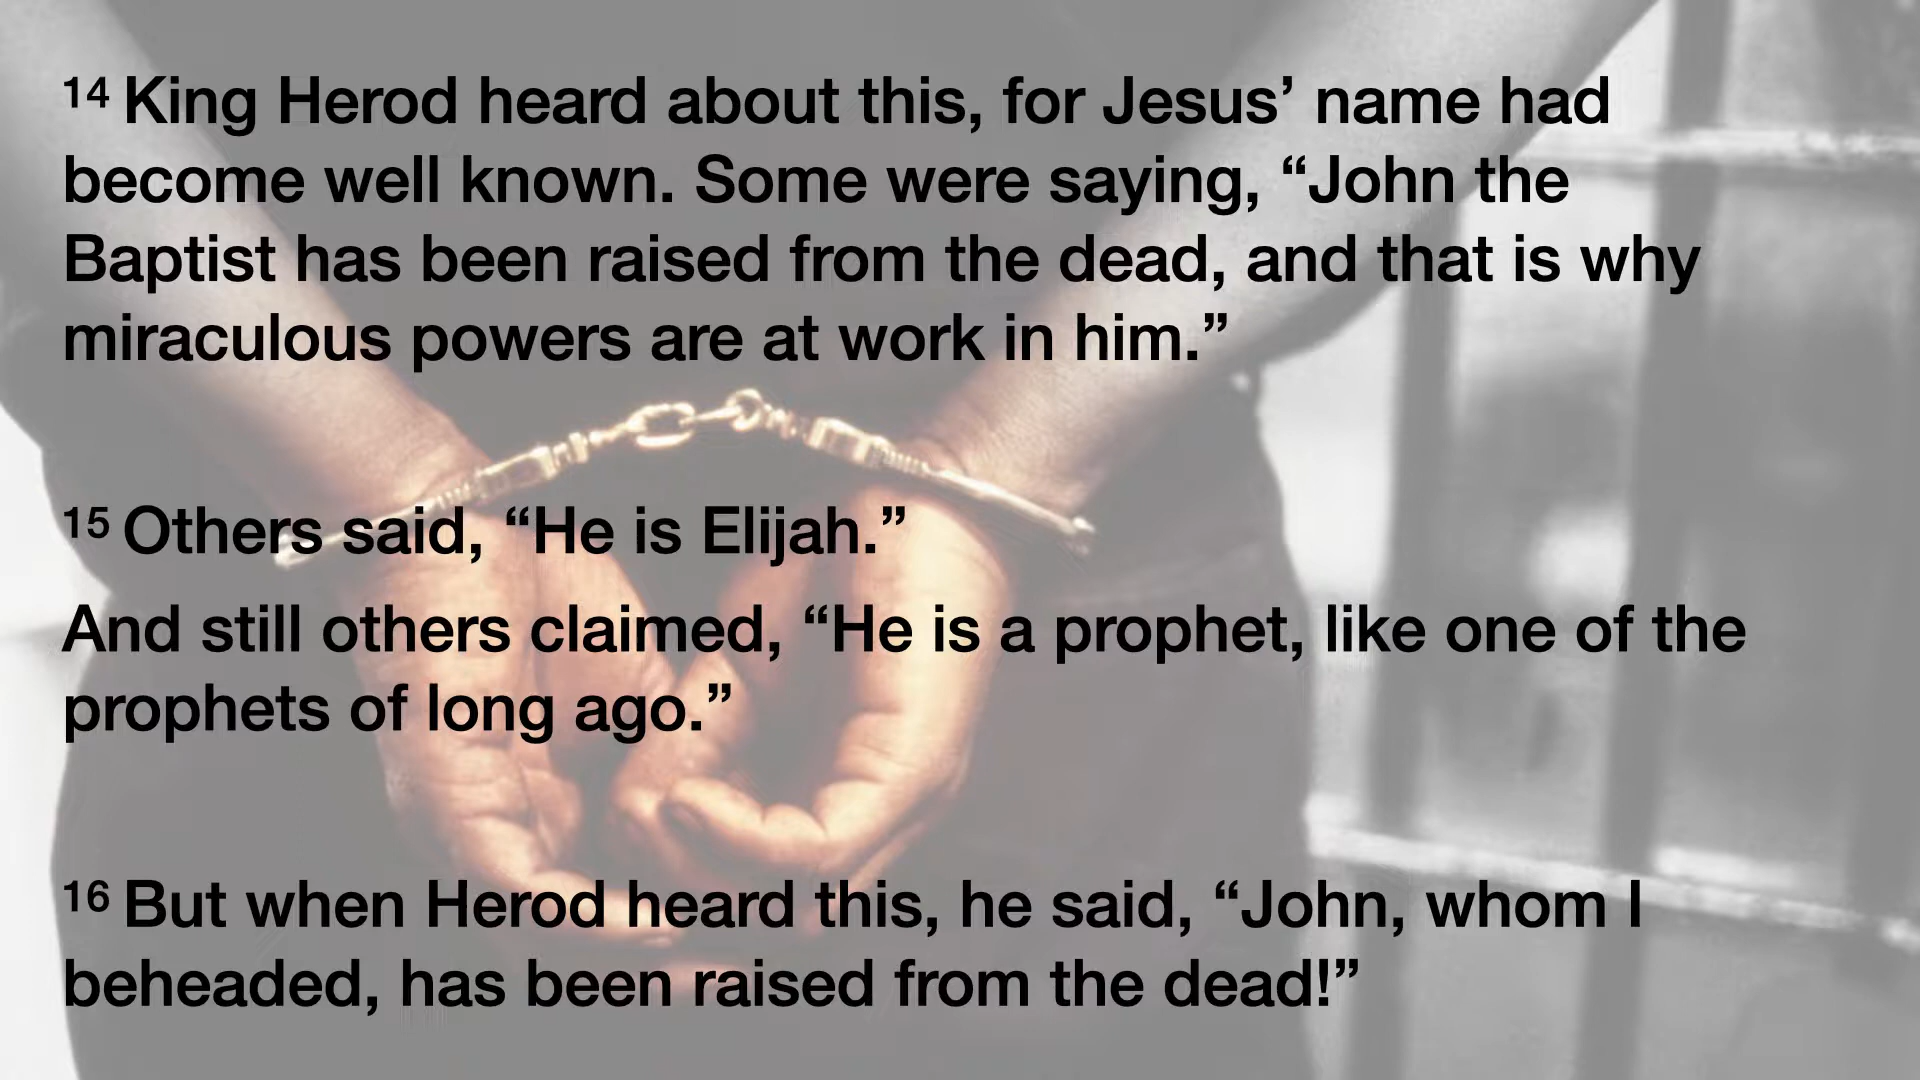 14 King Herod heard about this, for Jesus’ name had
become well known. Some were saying, “John the
Baptist has been raised from the dead, and that is why
miraculous powers are at work in him.”
15 Others said, “He is Elijah.”
And still others claimed, “He is a prophet, like one of the
prophets of long ago.”
16 But when Herod heard this, he said, “John, whom I
beheaded, has been raised from the dead!”